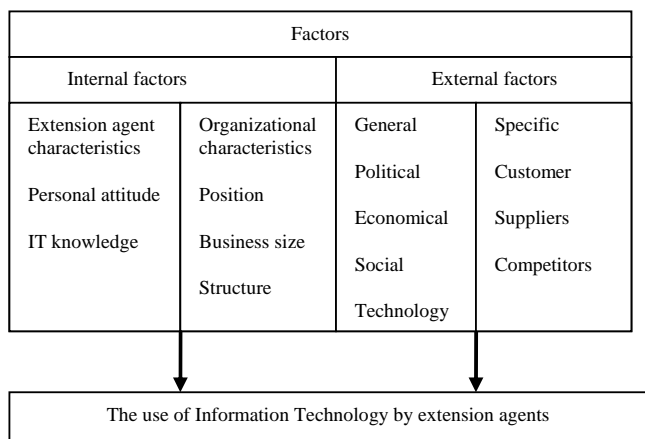 Factors
Internal factors
External factors
Extension agent
characteristics
Personal attitude
IT knowledge
Organizational
characteristics
Position
Business size
Structure
General
Political
Economical
Social
Technology
Specific
Customer
Suppliers
Competitors
The use of Information Technology by extension agents